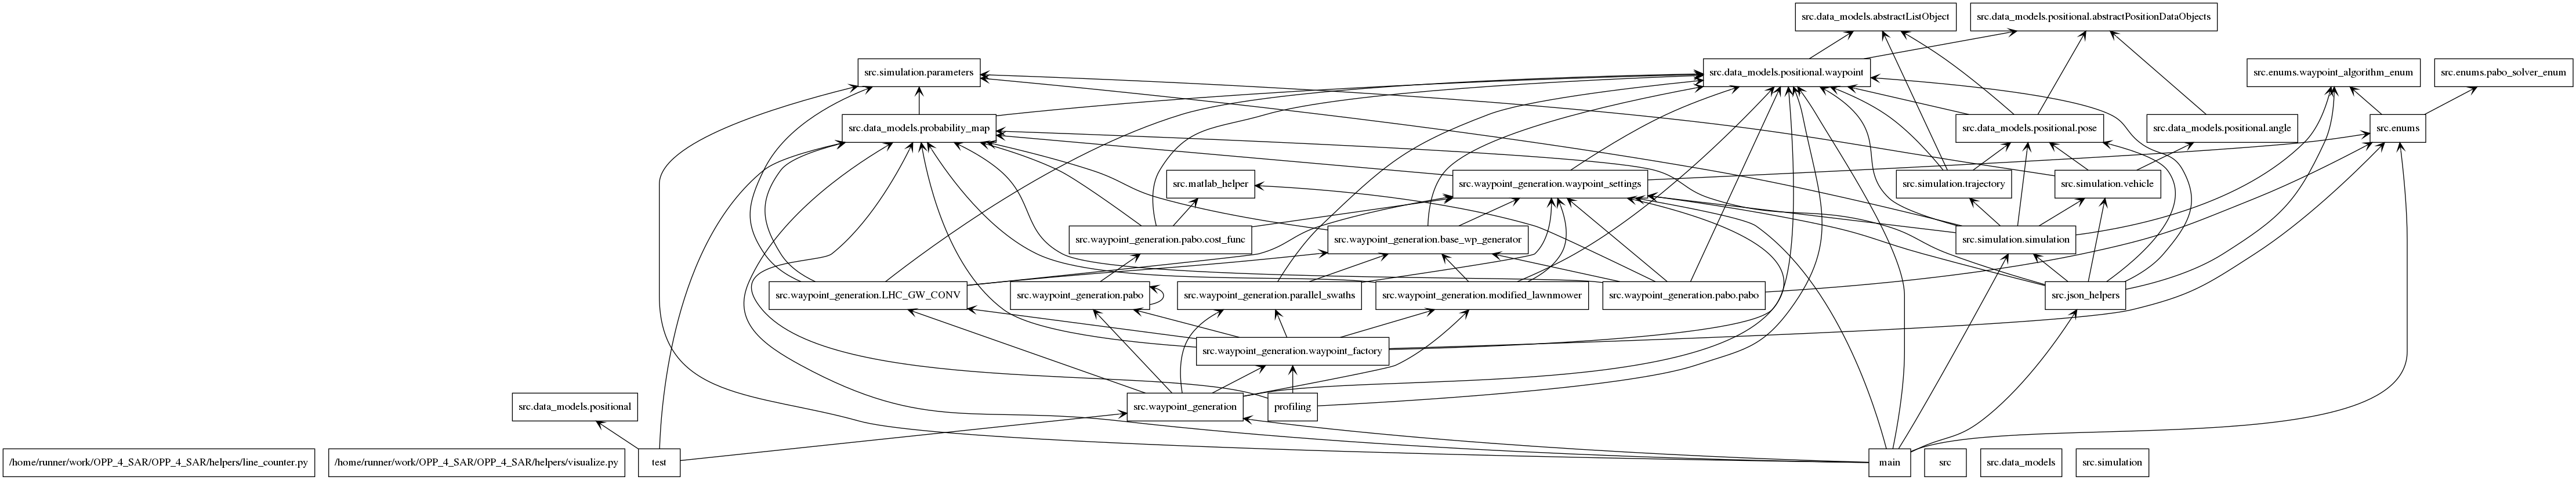 src.data_models.abstractListObject
src.data_models.positional.abstractPositionDataObjects
src.simulation.parameters
src.data_models.positional.waypoint
src.enums.waypoint_algorithm_enum
src.enums.pabo_solver_enum
src.data_models.probability_map
src.data_models.positional.pose
src.data_models.positional.angle
src.enums
src.matlab_helper
src.waypoint_generation.waypoint_settings
src.simulation.trajectory
src.simulation.vehicle
src.waypoint_generation.pabo.cost_func
src.waypoint_generation.base_wp_generator
src.simulation.simulation
src.waypoint_generation.LHC_GW_CONV
src.waypoint_generation.pabo
src.waypoint_generation.parallel_swaths
src.waypoint_generation.modified_lawnmower
src.waypoint_generation.pabo.pabo
src.json_helpers
src.waypoint_generation.waypoint_factory
src.data_models.positional
src.waypoint_generation
profiling
/home/runner/work/OPP_4_SAR/OPP_4_SAR/helpers/line_counter.py
/home/runner/work/OPP_4_SAR/OPP_4_SAR/helpers/visualize.py
test
main
src
src.data_models
src.simulation